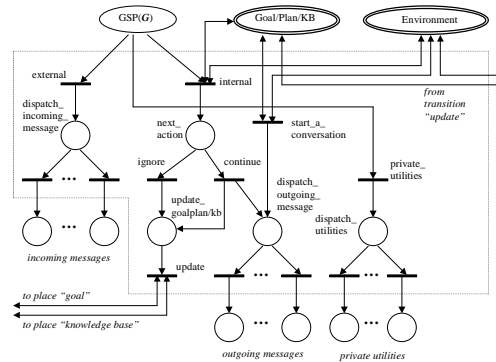 GSP(G)
Goal/Plan/KB
Environment
external
internal
from
transition
"update"
dispatch_
incoming_
message
next_
action
start_a_
conversation
ignore
continue
private_
utilities
...
...
update_
goalplan/kb
dispatch_
outgoing_
message
dispatch_
utilities
...
incoming messages
update
...
...
to place "goal"
to place "knowledge base"
...
...
outgoing messages
private utilities